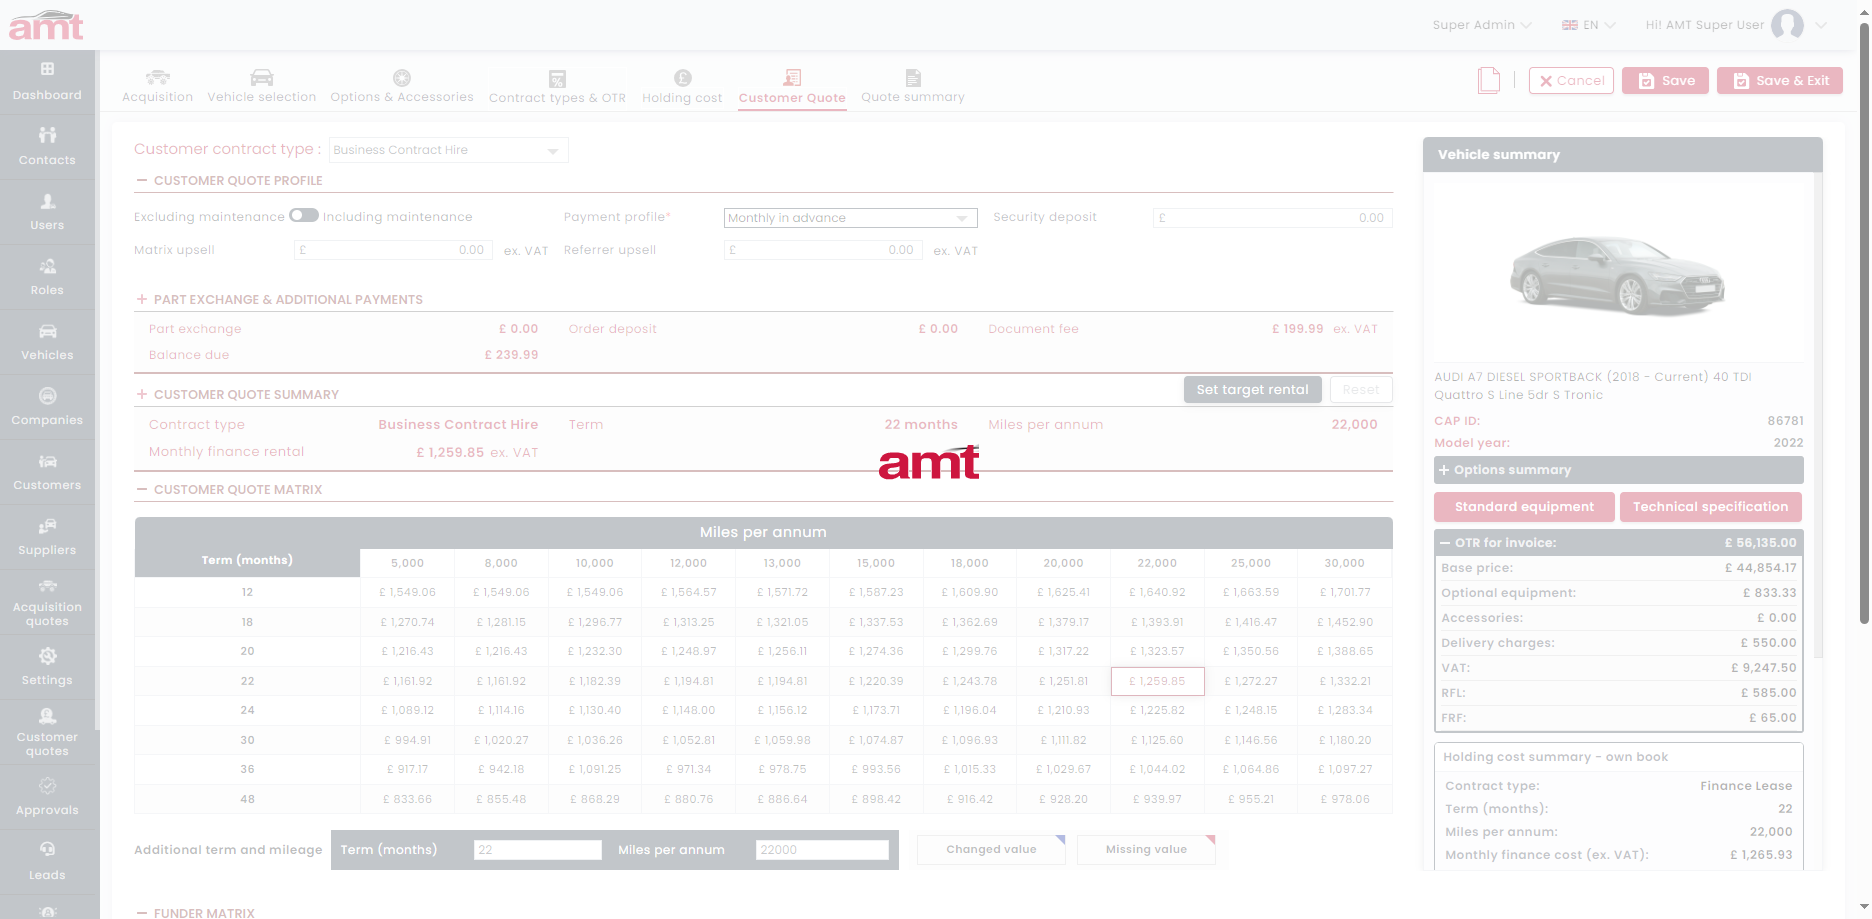 amt
Super Admin
EN
Hi! AMT Super User
Dashboard
Contacts
Users
Roles
Vehicles
Companies
Customers
Suppliers
Acquisition
quotes
Settings
Customer
quotes
Approvals
Leads
Acquisition
Vehicle selection
Options & Accessories
Contract types & OTR
Holding cost
Customer Quote
Quote summary
Cancel
Save
Save & Exit
Customer contract type : Business Contract Hire
CUSTOMER QUOTE PROFILE
Excluding maintenance Including maintenance Payment profile* Monthly in advance Security deposit £ 0.00
Matrix upsell £ 0.00 ex. VAT Referrer upsell £ 0.00 ex. VAT
PART EXCHANGE & ADDITIONAL PAYMENTS
Part exchange £ 0.00 Order deposit £ 0.00 Document fee £ 199.99 ex. VAT
Balance due £ 239.99
CUSTOMER QUOTE SUMMARY Set target rental Reset
Contract type Business Contract Hire Term 22 months Miles per annum 22,000
Monthly finance rental £ 1,259.85 ex. VAT
amt
CUSTOMER QUOTE MATRIX
Miles per annum
Term (months) 5,000 8,000 10,000 12,000 13,000 15,000 18,000 20,000 22,000 25,000 30,000
12 £ 1,549.06 £ 1,549.06 £ 1,549.06 £ 1,564.57 £ 1,571.72 £ 1,587.23 £ 1,609.90 £ 1,625.41 £ 1,640.92 £ 1,663.59 £ 1,701.77
18 £ 1,270.74 £ 1,281.15 £ 1,296.77 £ 1,313.25 £ 1,321.05 £ 1,337.53 £ 1,362.69 £ 1,379.17 £ 1,393.91 £ 1,416.47 £ 1,452.90
20 £ 1,216.43 £ 1,216.43 £ 1,232.30 £ 1,248.97 £ 1,256.11 £ 1,274.36 £ 1,299.76 £ 1,317.22 £ 1,323.57 £ 1,350.56 £ 1,388.65
22 £ 1,161.92 £ 1,161.92 £ 1,182.39 £ 1,194.81 £ 1,194.81 £ 1,220.39 £ 1,243.78 £ 1,251.81 £ 1,259.85 £ 1,272.27 £ 1,332.21
24 £ 1,089.12 £ 1,114.16 £ 1,130.40 £ 1,148.00 £ 1,156.12 £ 1,173.71 £ 1,196.04 £ 1,210.93 £ 1,225.82 £ 1,248.15 £ 1,283.34
30 £ 994.91 £ 1,020.27 £ 1,036.26 £ 1,052.81 £ 1,059.98 £ 1,074.87 £ 1,096.93 £ 1,111.82 £ 1,125.60 £ 1,146.56 £ 1,180.20
36 £ 917.17 £ 942.18 £ 1,091.25 £ 971.34 £ 978.75 £ 993.56 £ 1,015.33 £ 1,029.67 £ 1,044.02 £ 1,064.86 £ 1,097.27
48 £ 833.66 £ 855.48 £ 868.29 £ 880.76 £ 886.64 £ 898.42 £ 916.42 £ 928.20 £ 939.97 £ 955.21 £ 978.06
Additional term and mileage Term (months) 22 Miles per annum 22000 Changed value Missing value
FUNDER MATRIX
Vehicle summary
AUDI A7 DIESEL SPORTBACK (2018 - Current) 40 TDI
Quattro S Line 5dr S Tronic
CAP ID: 86781
Model year: 2022
Options summary
Standard equipment Technical specification
OTR for invoice: £ 56,135.00
Base price: £ 44,854.17
Optional equipment: £ 833.33
Accessories: £ 0.00
Delivery charges: £ 550.00
VAT: £ 9,247.50
RFL: £ 585.00
FRF: £ 65.00
Holding cost summary - own book
Contract type: Finance Lease
Term (months): 22
Miles per annum: 22,000
Monthly finance cost (ex. VAT): £ 1,265.93